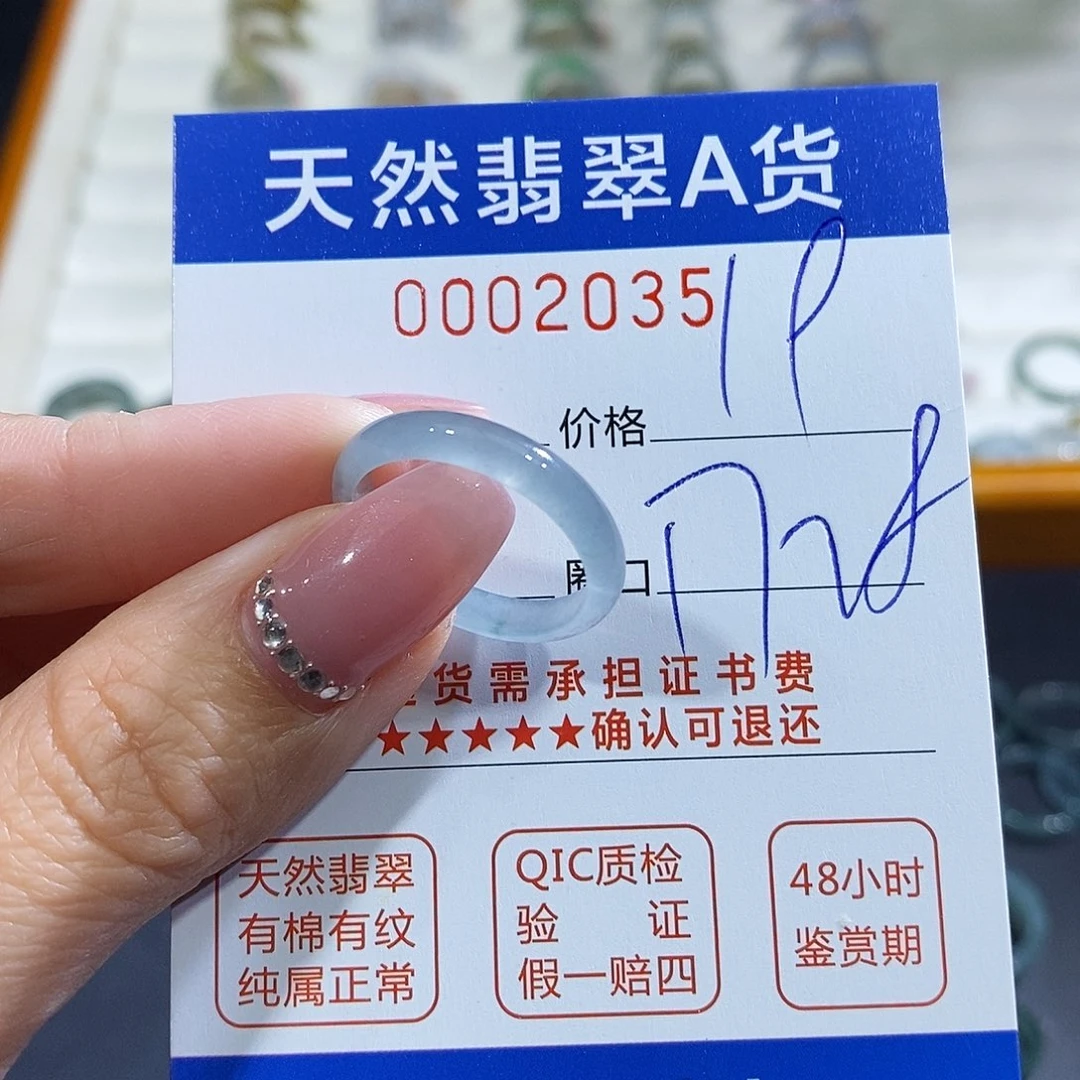 天然翡翠A货
0002035
19
价格
圈口
1728
货需承担证书费
★★★★★确认可退还
天然翡翠
有棉有纹
纯属正常
QIC质检
验 证
假一赔四
48小时
鉴赏期